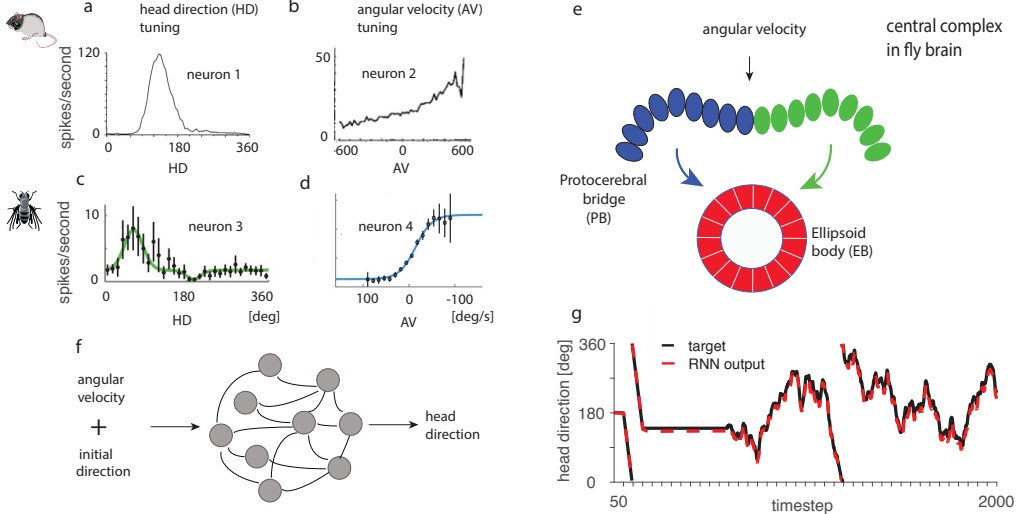 a
head direction (HD)
tuning
120
neuron 1
spikes/second
0
0
180
360
HD
b
angular velocity (AV)
tuning
50
neuron 2
0
-600
0
600
AV
c
10
neuron 3
spikes/second
0
0
180
360
HD
[deg]
d
neuron 4
100
0
-100
AV
[deg/s]
e
central complex
in fly brain
angular velocity
Protocerebral
bridge (PB)
Ellipsoid
body (EB)
f
angular
velocity
+
initial
direction
head
direction
g
head direction [deg]
360
180
0
target
RNN output
50
timestep
2000